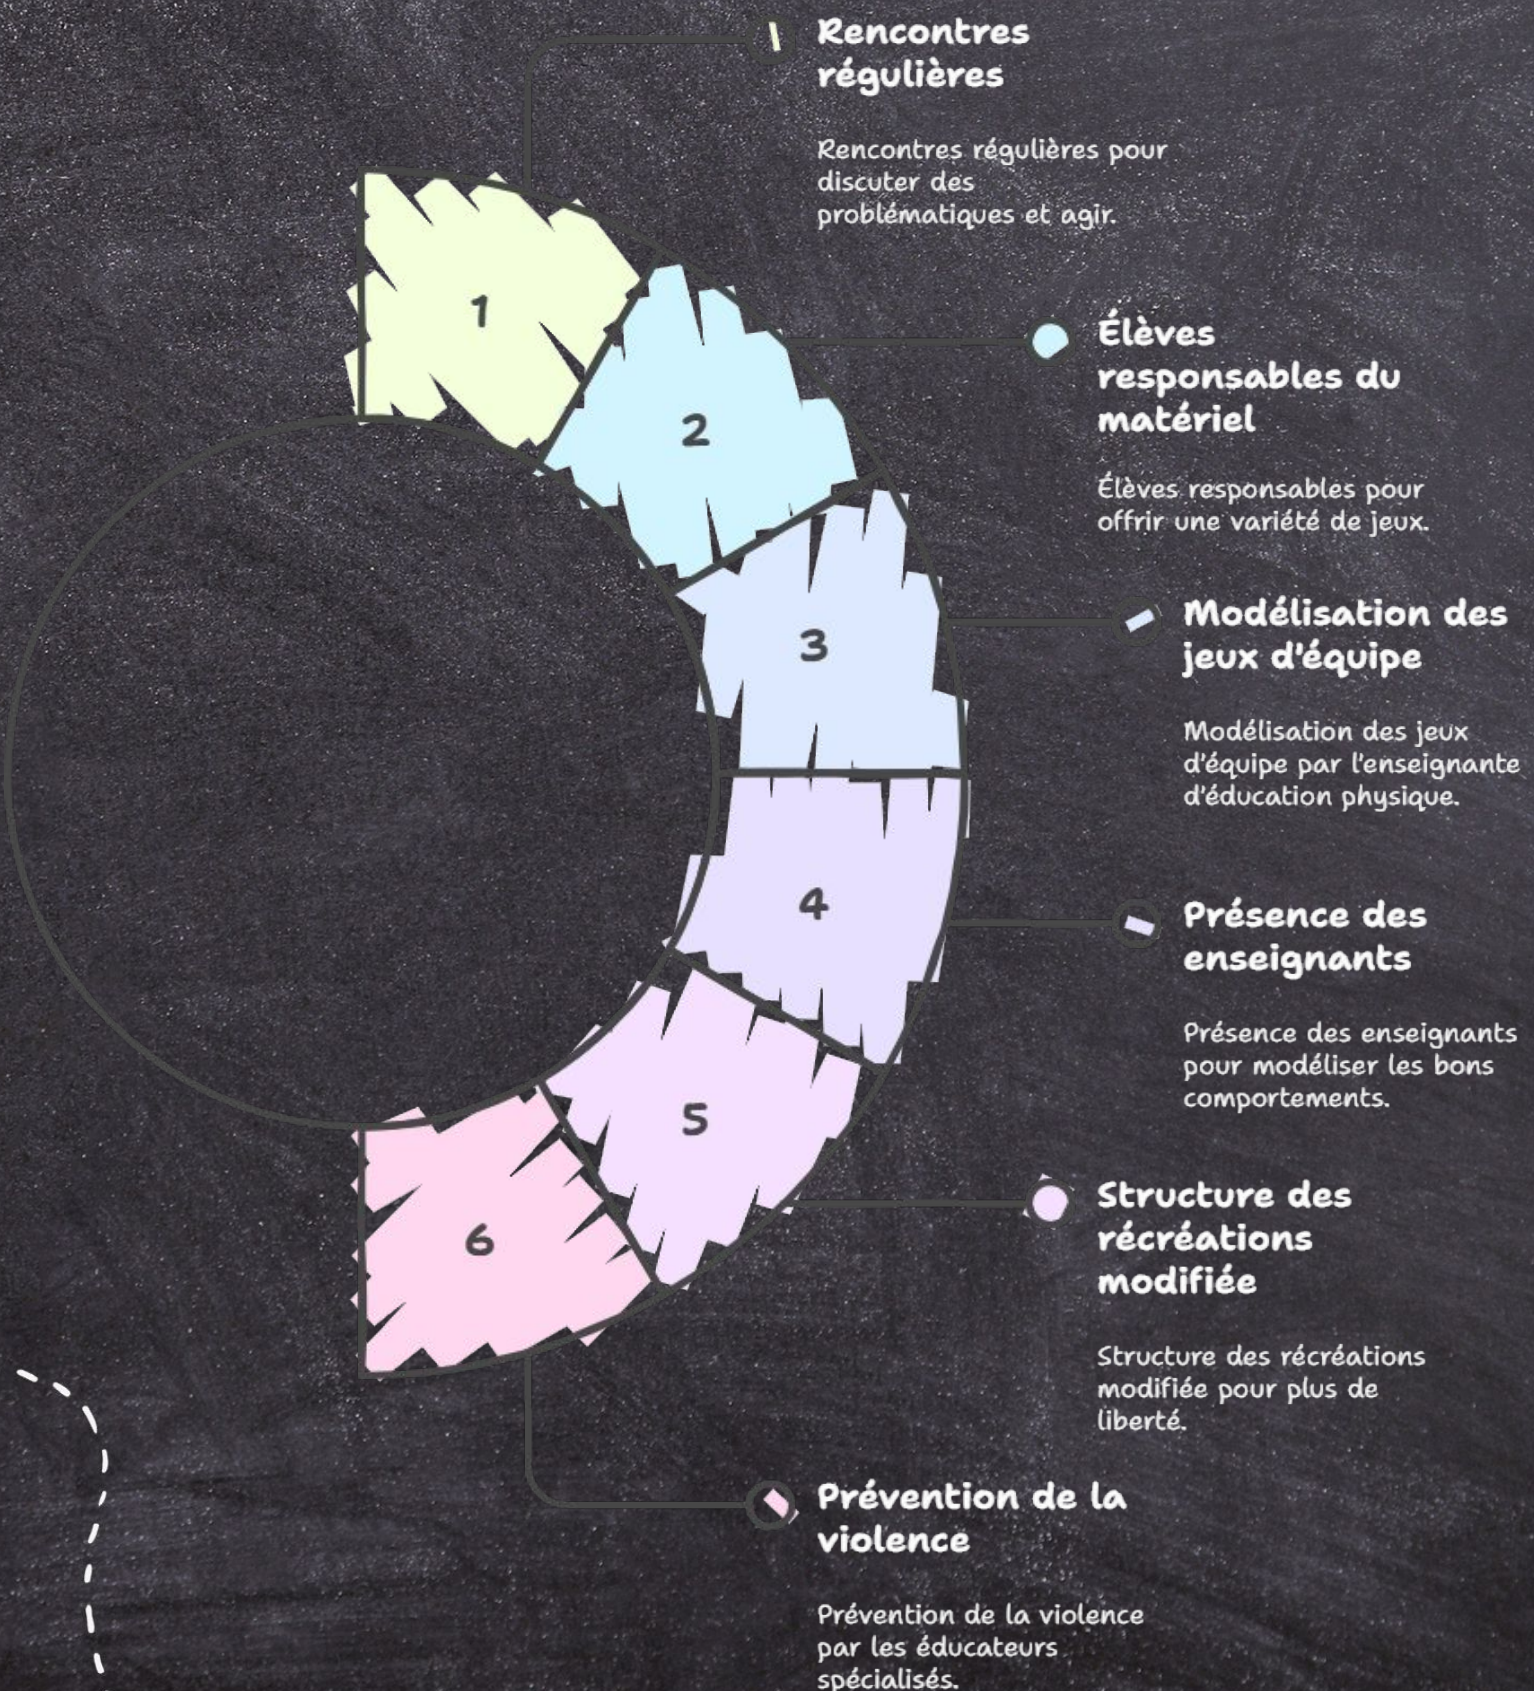 Rencontres
régulières
Rencontres régulières pour
discuter des
problématiques et agir.
1
Élèves
responsables du
matériel
Élèves responsables pour
offrir une variété de jeux.
2
Modélisation des
jeux d'équipe
Modélisation des jeux
d'équipe par l'enseignante
d'éducation physique.
3
Présence des
enseignants
Présence des enseignants
pour modéliser les bons
comportements.
4
Structure des
récréations
modifiée
Structure des récréations
modifiée pour plus de
liberté.
5
Prévention de la
violence
Prévention de la violence
par les éducateurs
spécialisés.
6